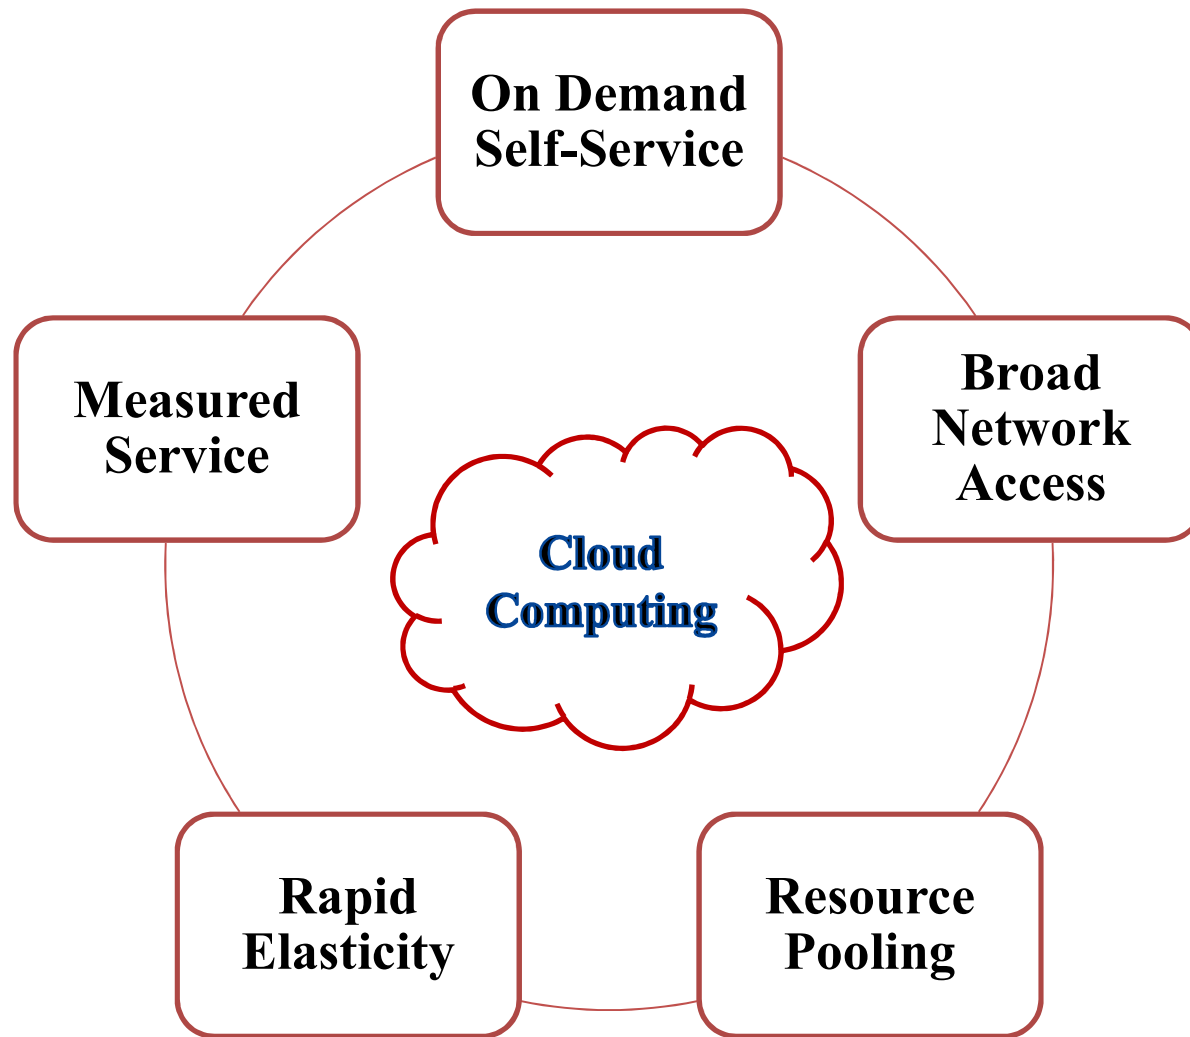 On Demand
Self-Service
Broad
Network
Access
Measured
Service
Cloud
Computing
Rapid
Elasticity
Resource
Pooling